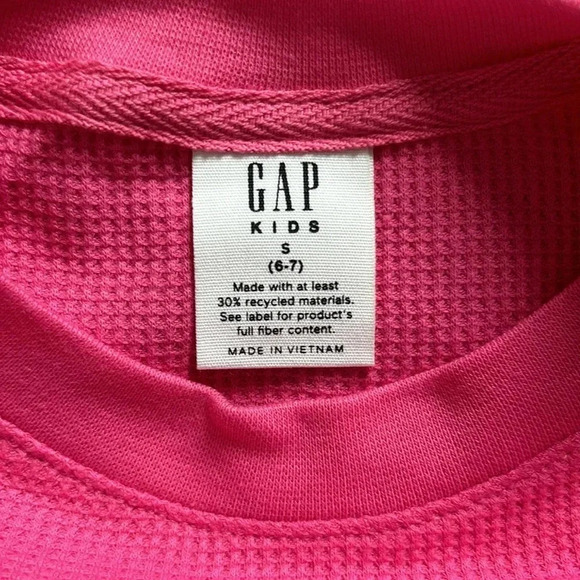 GAP
KIDS
S
(6-7)
Made with at least
30% recycled materials.
See label for product's
full fiber content.
MADE IN VIETNAM